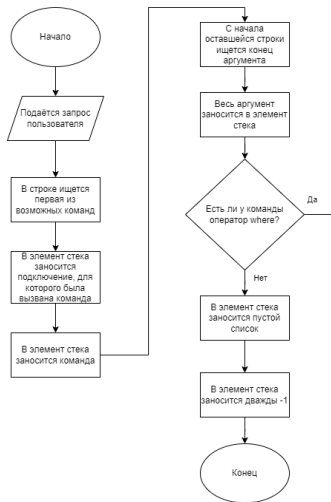 Начало
Подаётся запрос
пользователя
В строке ищется
первая из
возможных команд
В элемент стека
заносится
подключение, для
которого была
вызвана команда
В элемент стека
заносится команда
С начала
оставшейся строки
ищется конец
аргумента
Весь аргумент
заносится в элемент
стека
Есть ли у команды
оператор where?
Да
Нет
В элемент стека
заносится пустой
список
В элемент стека
заносится дважды -1
Конец